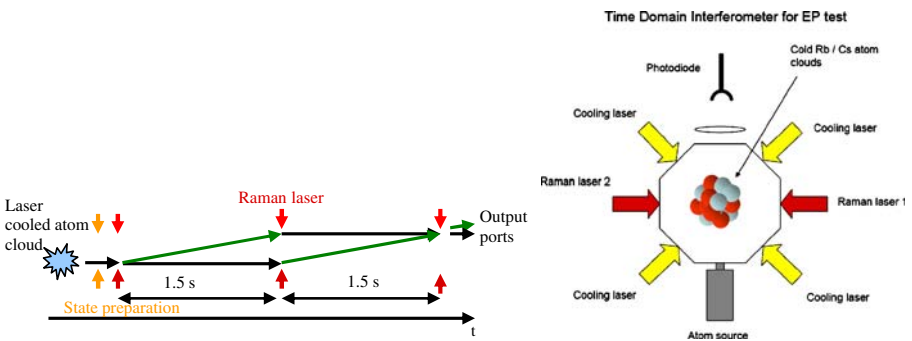 Laser
cooled atom
cloud
Raman laser
Output
ports
1.5 s
1.5 s
State preparation
t
Time Domain Interferometer for EP test
Photodiode
Cold Rb / Cs atom
clouds
Cooling laser
Cooling laser
Raman laser 2
Raman laser 1
Cooling laser
Cooling laser
Atom source